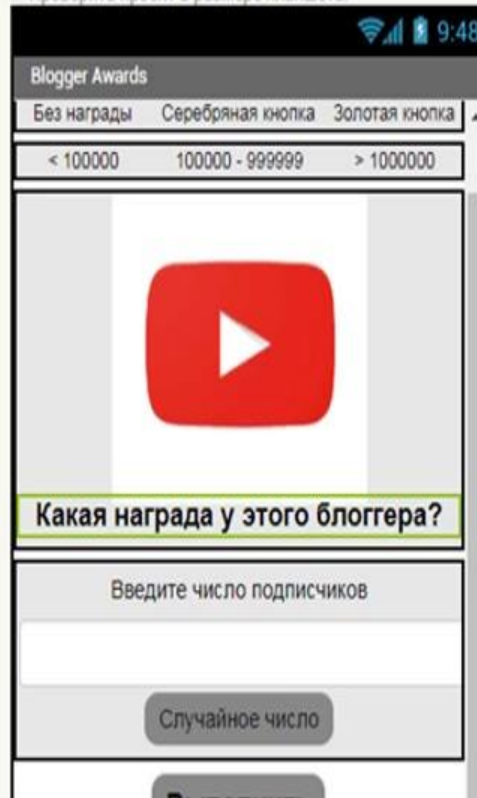 9:48
Blogger Awards
Без награды Серебряная кнопка Золотая кнопка
< 100000 100000 - 999999 > 1000000
Какая награда у этого блоггера?
Введите число подписчиков
Случайное число